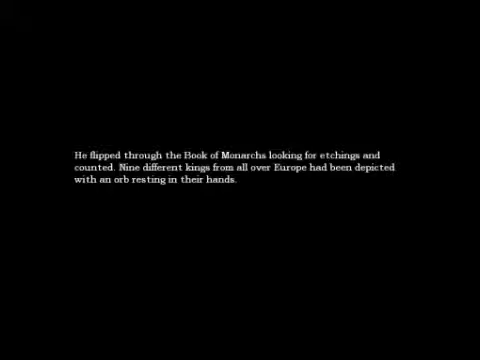 He flipped through the Book of Monarchs looking for etchings and
counted. Nine different kings from all over Europe had been depicted
with an orb resting in their hands.